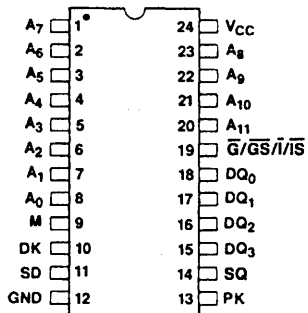 A7 1 24 VCC
A6 2 23 A8
A5 3 22 A9
A4 4 21 A10
A3 5 20 A11
A2 6 19 G̅/G̅S̅/I̅/I̅S̅
A1 7 18 DQ0
A0 8 17 DQ1
M 9 16 DQ2
DK 10 15 DQ3
SD 11 14 SQ
GND 12 13 PK